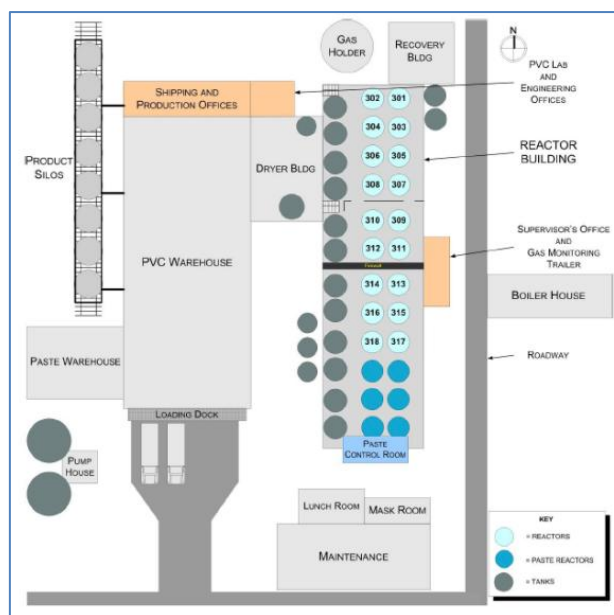 GAS
HOLDER
RECOVERY
BLDG
N
PVC LAB
AND
ENGINEERING
OFFICES
SHIPPING AND
PRODUCTION OFFICES
302 301
304 303
306 305
308 307
REACTOR
BUILDING
PRODUCT
SILOS
DRYER BLDG
310 309
312 311
SUPERVISOR'S OFFICE
AND
GAS MONITORING
TRAILER
PVC WAREHOUSE
Firewall
314 313
316 315
318 317
BOILER HOUSE
ROADWAY
PASTE WAREHOUSE
LOADING DOCK
PASTE
CONTROL ROOM
PUMP
HOUSE
LUNCH ROOM
MASK ROOM
MAINTENANCE
KEY
= REACTORS
= PASTE REACTORS
= TANKS